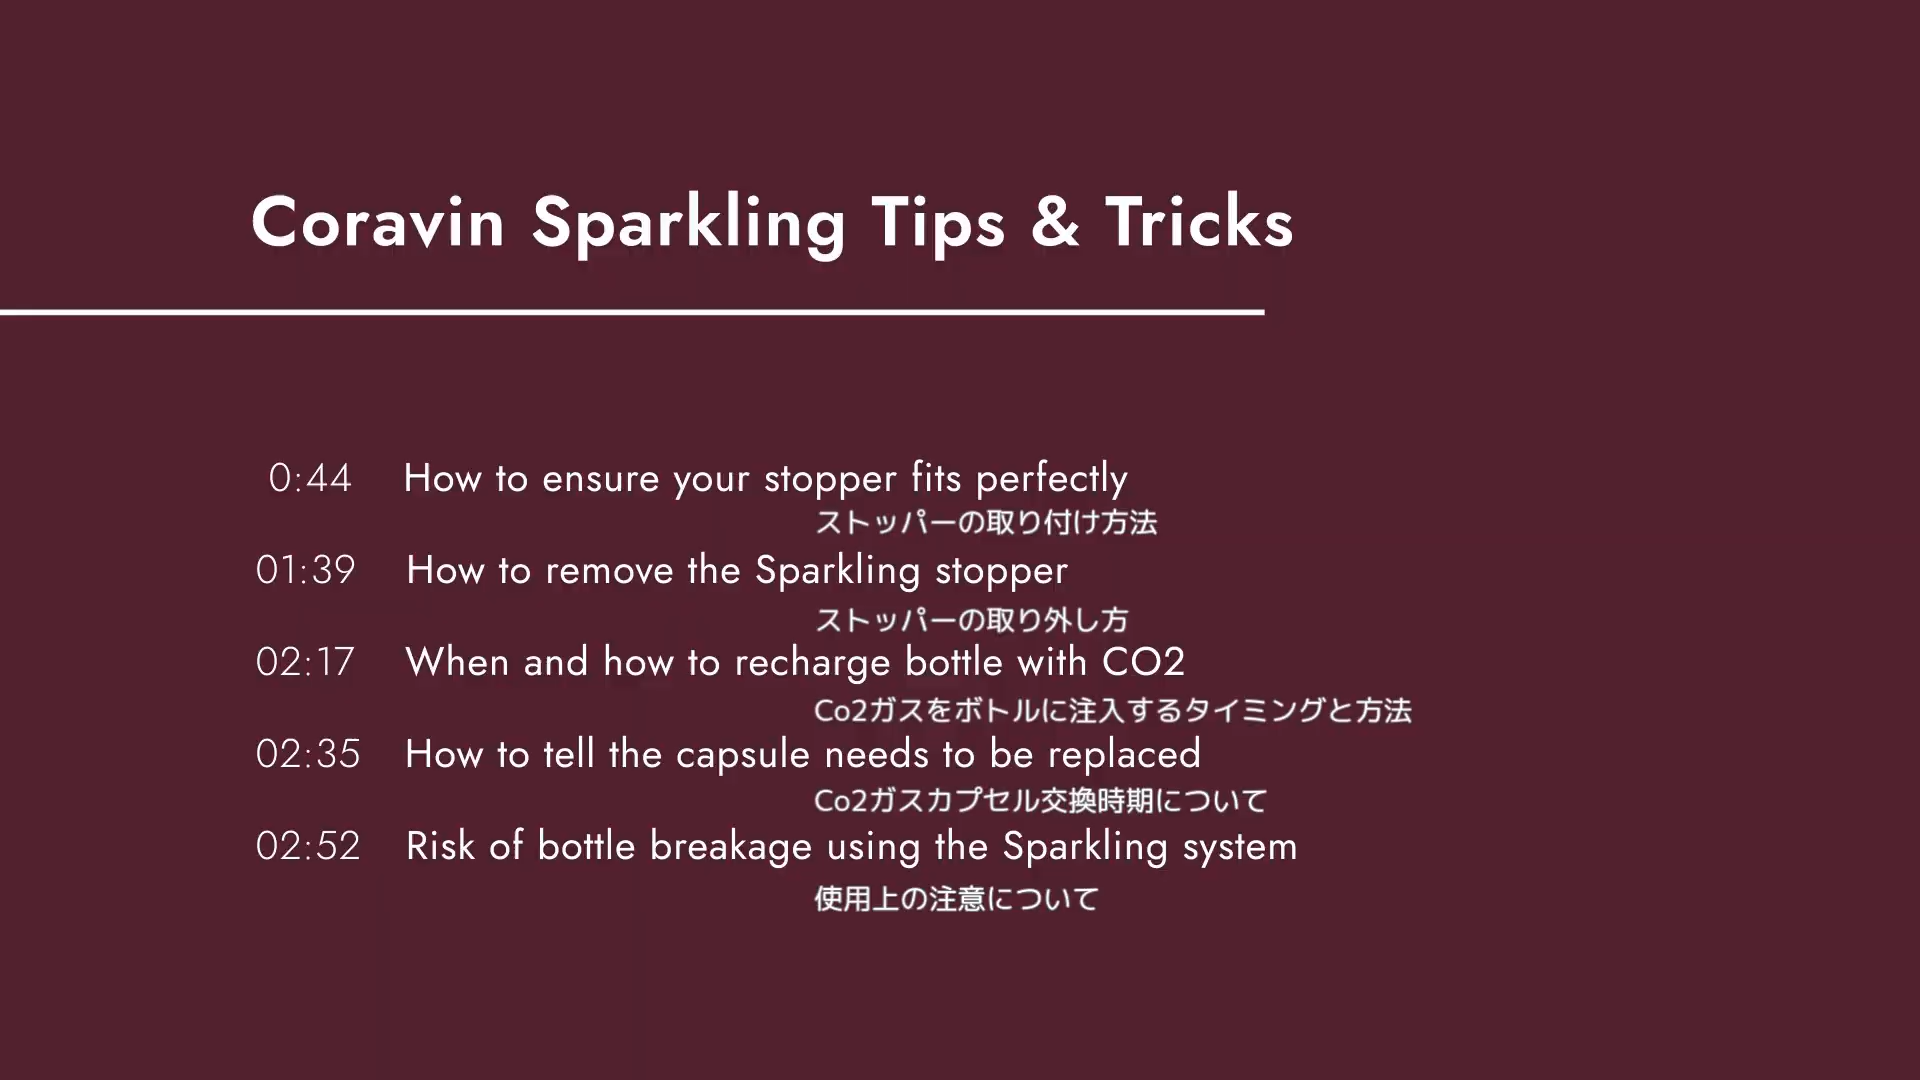 Coravin Sparkling Tips & Tricks
0:44 How to ensure your stopper fits perfectly
ストッパーの取り付け方法
01:39 How to remove the Sparkling stopper
ストッパーの取り外し方
02:17 When and how to recharge bottle with CO2
Co2ガスをボトルに注入するタイミングと方法
02:35 How to tell the capsule needs to be replaced
Co2ガスカプセル交換時期について
02:52 Risk of bottle breakage using the Sparkling system
使用上の注意について